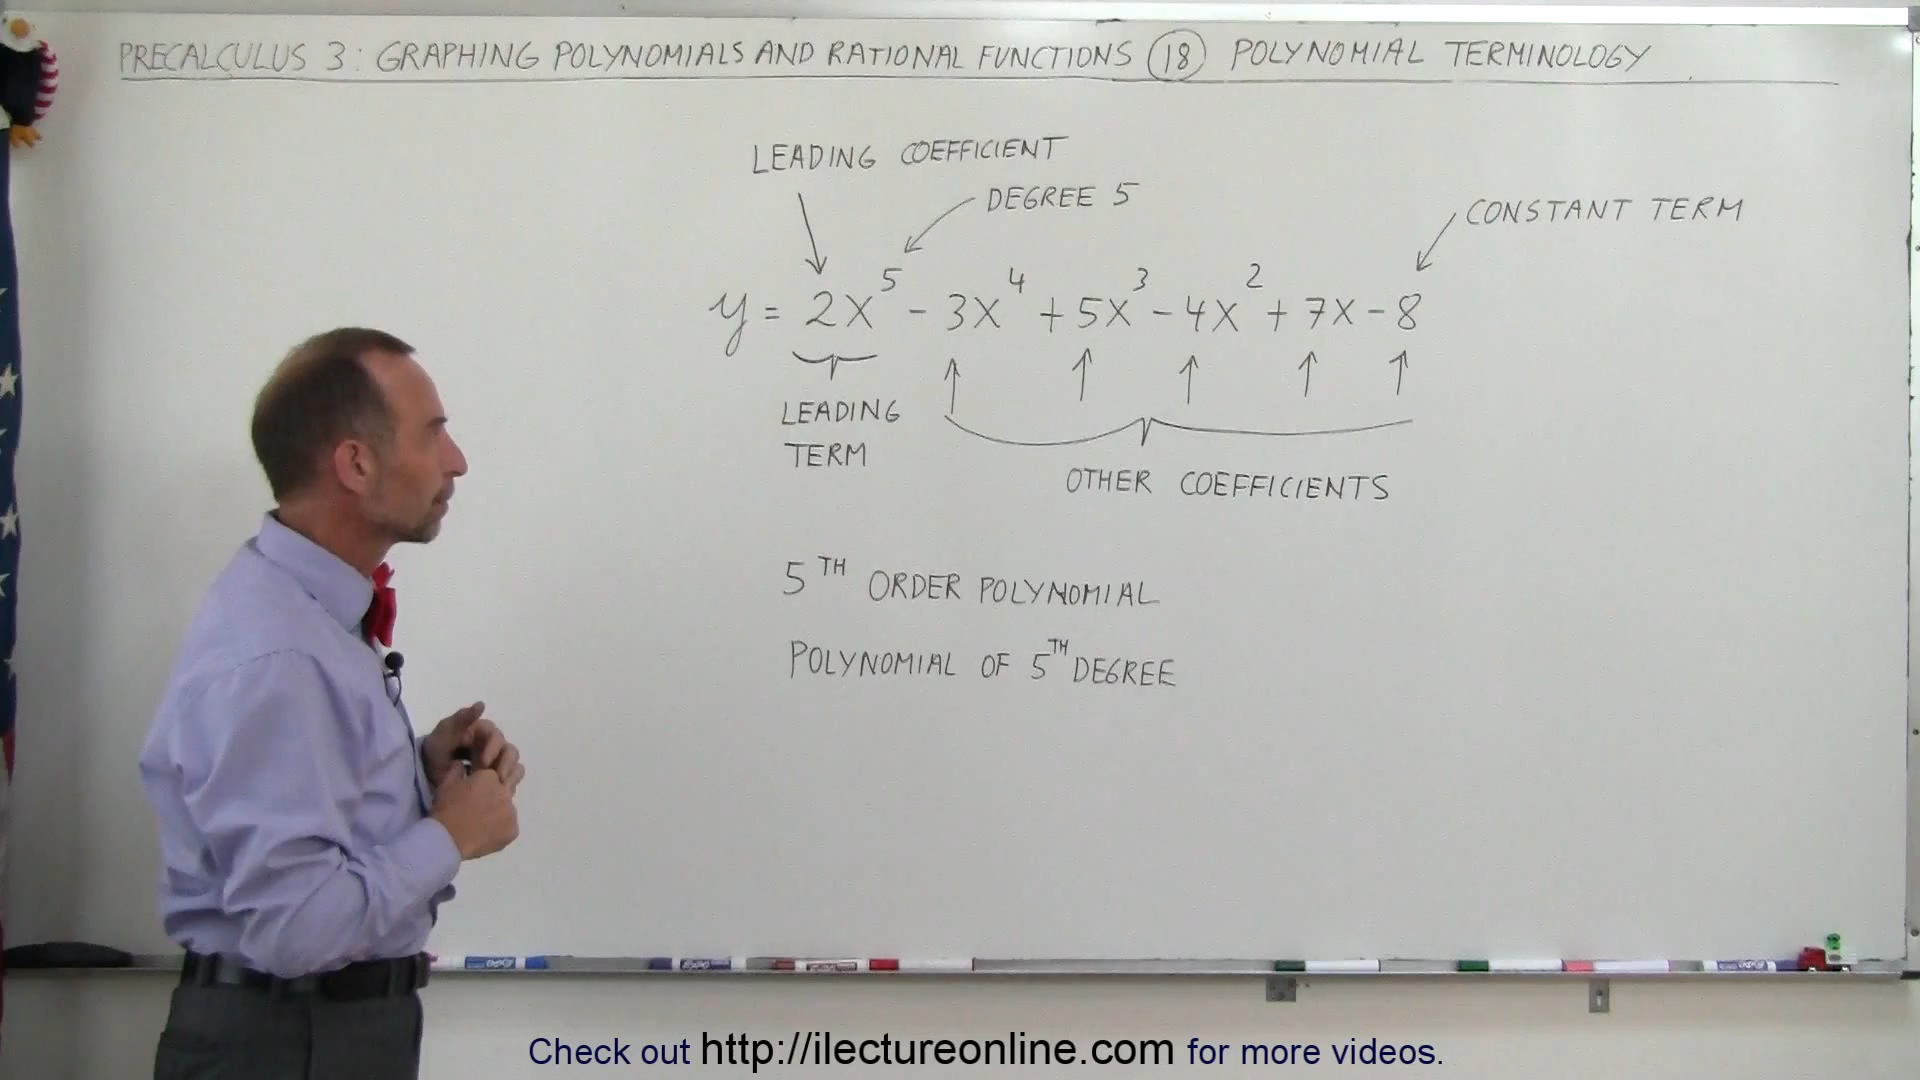 PRECALCULUS 3: GRAPHING POLYNOMIALS AND RATIONAL FUNCTIONS (18) POLYNOMIAL TERMINOLOGY
LEADING COEFFICIENT
DEGREE 5
CONSTANT TERM
y = 2x⁵ - 3x⁴ + 5x³ - 4x² + 7x - 8
LEADING
TERM
OTHER COEFFICIENTS
5TH ORDER POLYNOMIAL
POLYNOMIAL OF 5TH DEGREE
Check out http://ilectureonline.com for more videos.